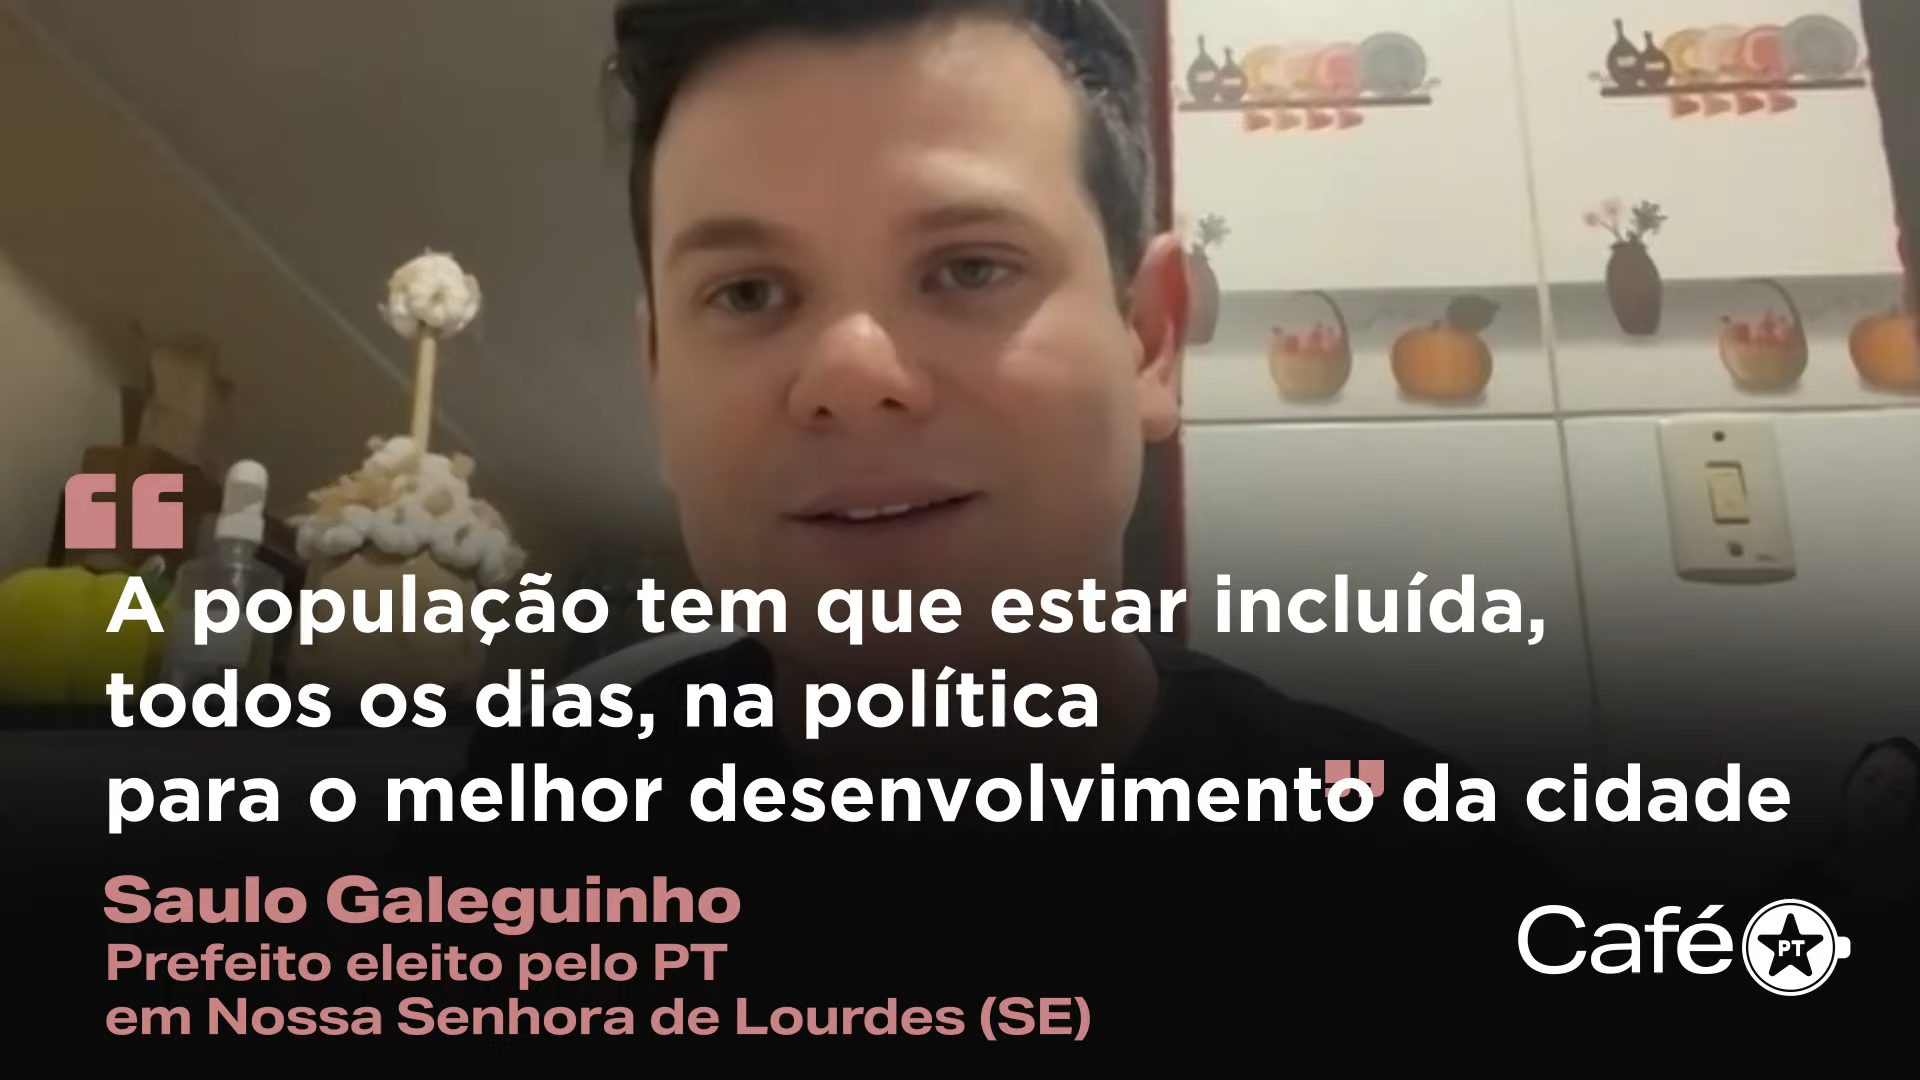 “
A população tem que estar incluída,
todos os dias, na política
para o melhor desenvolvimento da cidade
”
Saulo Galeguinho
Prefeito eleito pelo PT
em Nossa Senhora de Lourdes (SE)
Café PT